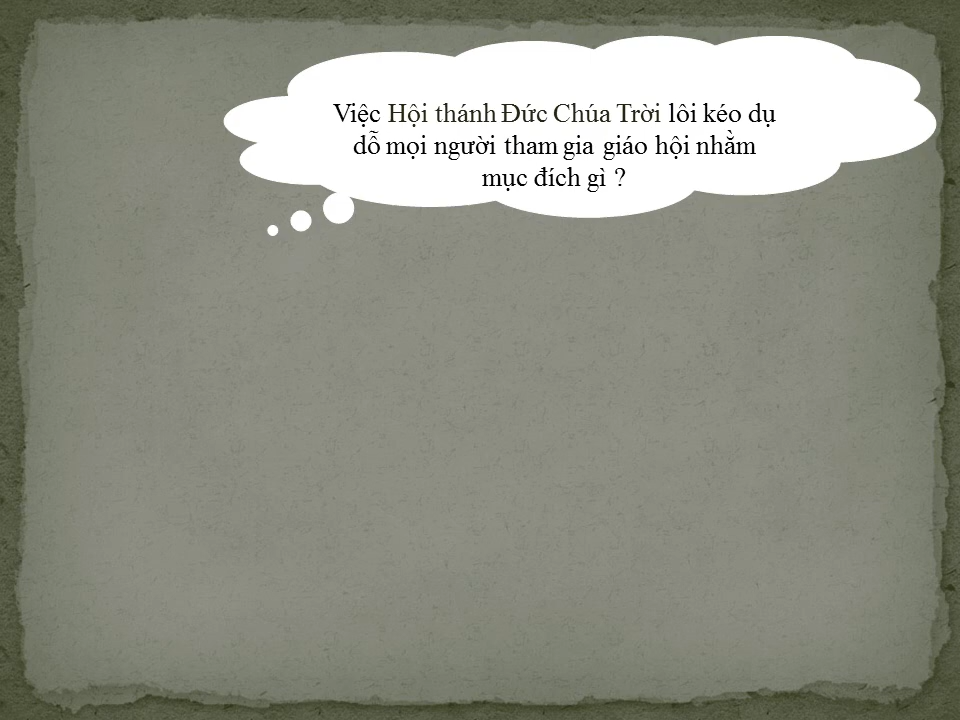 Việc Hội thánh Đức Chúa Trời lôi kéo dụ
dỗ mọi người tham gia giáo hội nhằm
mục đích gì ?